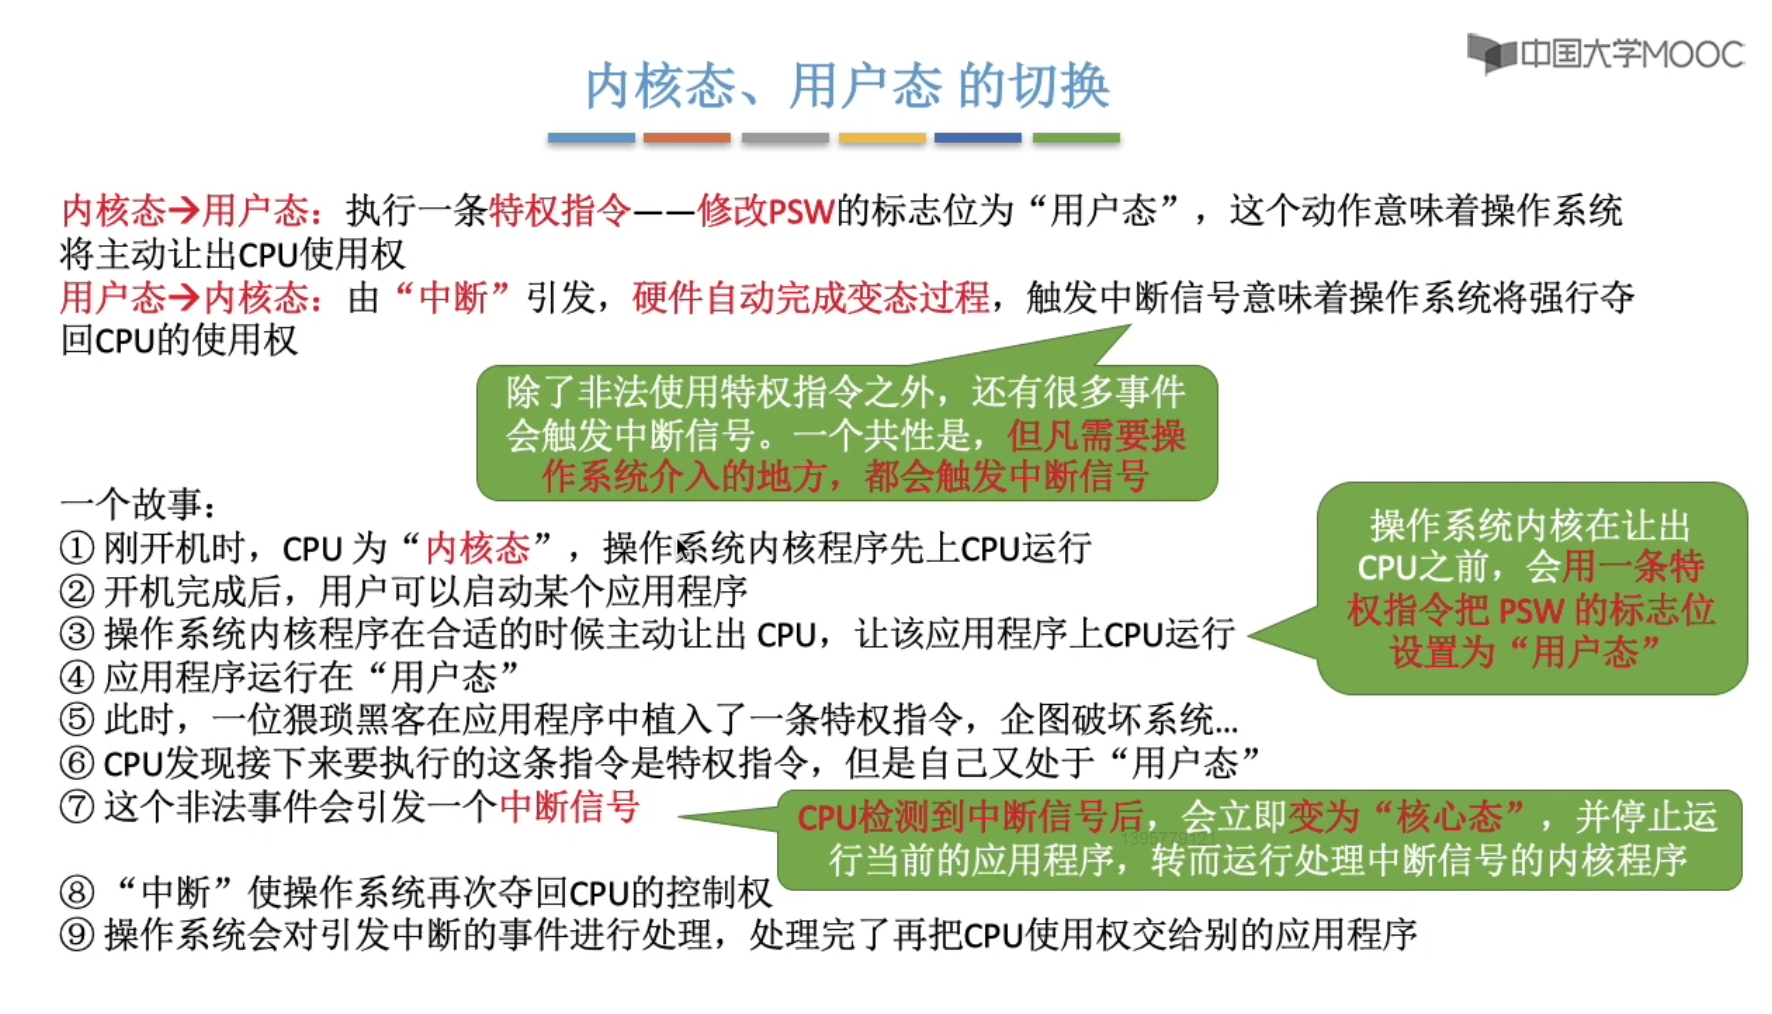 中国大学MOOC
内核态、用户态 的切换
内核态→用户态：执行一条特权指令——修改PSW的标志位为“用户态”，这个动作意味着操作系统
将主动让出CPU使用权
用户态→内核态：由“中断”引发，硬件自动完成变态过程，触发中断信号意味着操作系统将强行夺
回CPU的使用权
除了非法使用特权指令之外，还有很多事件
会触发中断信号。一个共性是，但凡需要操
作系统介入的地方，都会触发中断信号
一个故事：
① 刚开机时，CPU 为“内核态”，操作系统内核程序先上CPU运行
② 开机完成后，用户可以启动某个应用程序
③ 操作系统内核程序在合适的时候主动让出 CPU，让该应用程序上CPU运行
操作系统内核在让出
CPU之前，会用一条特
权指令把 PSW 的标志位
设置为“用户态”
④ 应用程序运行在“用户态”
⑤ 此时，一位猥琐黑客在应用程序中植入了一条特权指令，企图破坏系统...
⑥ CPU发现接下来要执行的这条指令是特权指令，但是自己又处于“用户态”
⑦ 这个非法事件会引发一个中断信号
CPU检测到中断信号后，会立即变为“核心态”，并停止运
行当前的应用程序，转而运行处理中断信号的内核程序
⑧ “中断”使操作系统再次夺回CPU的控制权
⑨ 操作系统会对引发中断的事件进行处理，处理完了再把CPU使用权交给别的应用程序